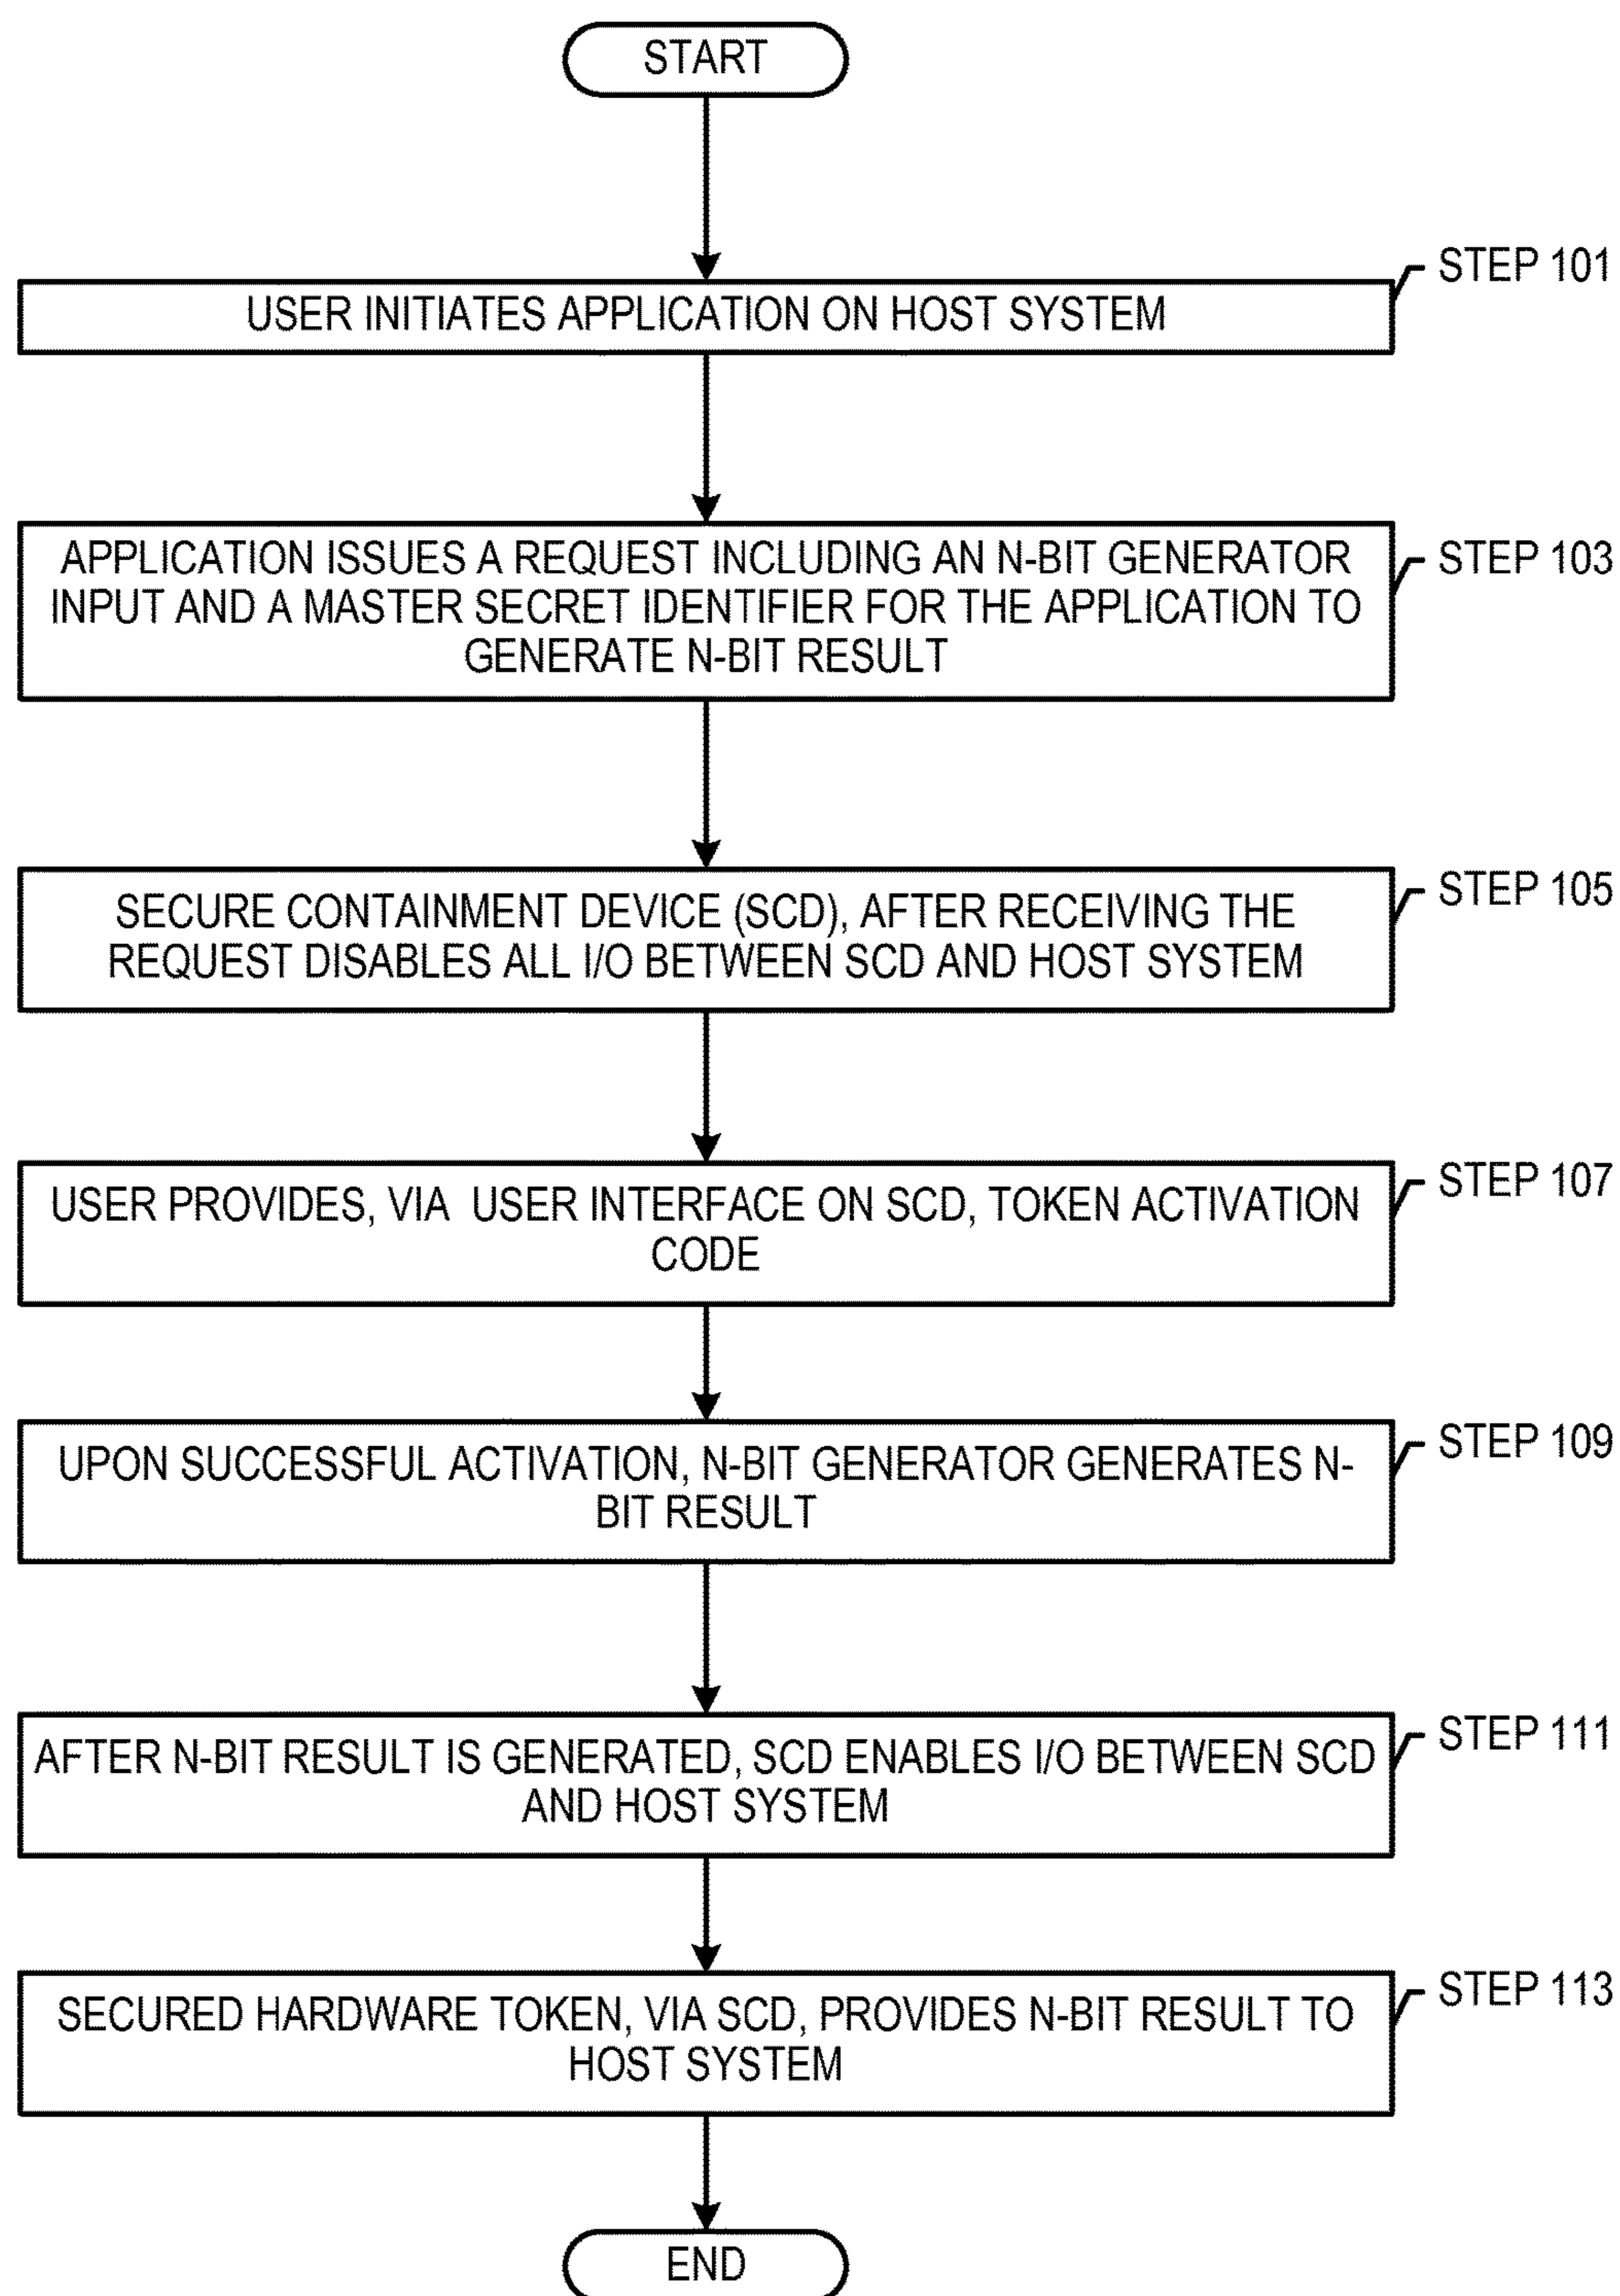 START
STEP 101
USER INITIATES APPLICATION ON HOST SYSTEM
STEP 103
APPLICATION ISSUES A REQUEST INCLUDING AN N-BIT GENERATOR
INPUT AND A MASTER SECRET IDENTIFIER FOR THE APPLICATION TO
GENERATE N-BIT RESULT
STEP 105
SECURE CONTAINMENT DEVICE (SCD), AFTER RECEIVING THE
REQUEST DISABLES ALL I/O BETWEEN SCD AND HOST SYSTEM
STEP 107
USER PROVIDES, VIA USER INTERFACE ON SCD, TOKEN ACTIVATION
CODE
STEP 109
UPON SUCCESSFUL ACTIVATION, N-BIT GENERATOR GENERATES N-
BIT RESULT
STEP 111
AFTER N-BIT RESULT IS GENERATED, SCD ENABLES I/O BETWEEN SCD
AND HOST SYSTEM
STEP 113
SECURED HARDWARE TOKEN, VIA SCD, PROVIDES N-BIT RESULT TO
HOST SYSTEM
END